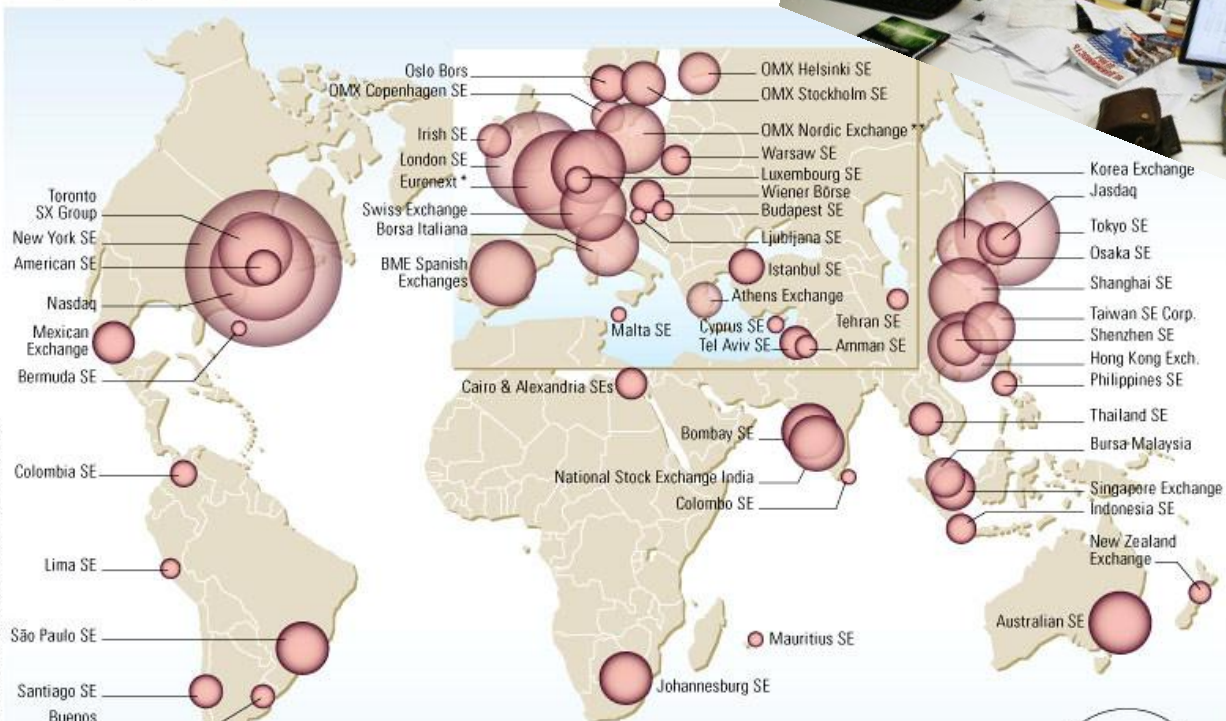 Oslo Bors
OMX Copenhagen SE
Irish SE
London SE
Euronext *
Swiss Exchange
Borsa Italiana
BME Spanish
Exchanges
OMX Helsinki SE
OMX Stockholm SE
OMX Nordic Exchange **
Warsaw SE
Luxembourg SE
Wiener Börse
Budapest SE
Ljubljana SE
Istanbul SE
Athens Exchange
Malta SE
Cyprus SE
Tehran SE
Tel Aviv SE
Amman SE
Toronto
SX Group
New York SE
American SE
Nasdaq
Mexican
Exchange
Bermuda SE
Colombia SE
Lima SE
São Paulo SE
Santiago SE
Buenos
Cairo & Alexandria SEs
Bombay SE
National Stock Exchange India
Colombo SE
Mauritius SE
Johannesburg SE
Korea Exchange
Jasdaq
Tokyo SE
Osaka SE
Shanghai SE
Taiwan SE Corp.
Shenzhen SE
Hong Kong Exch.
Philippines SE
Thailand SE
Bursa Malaysia
Singapore Exchange
Indonesia SE
New Zealand
Exchange
Australian SE